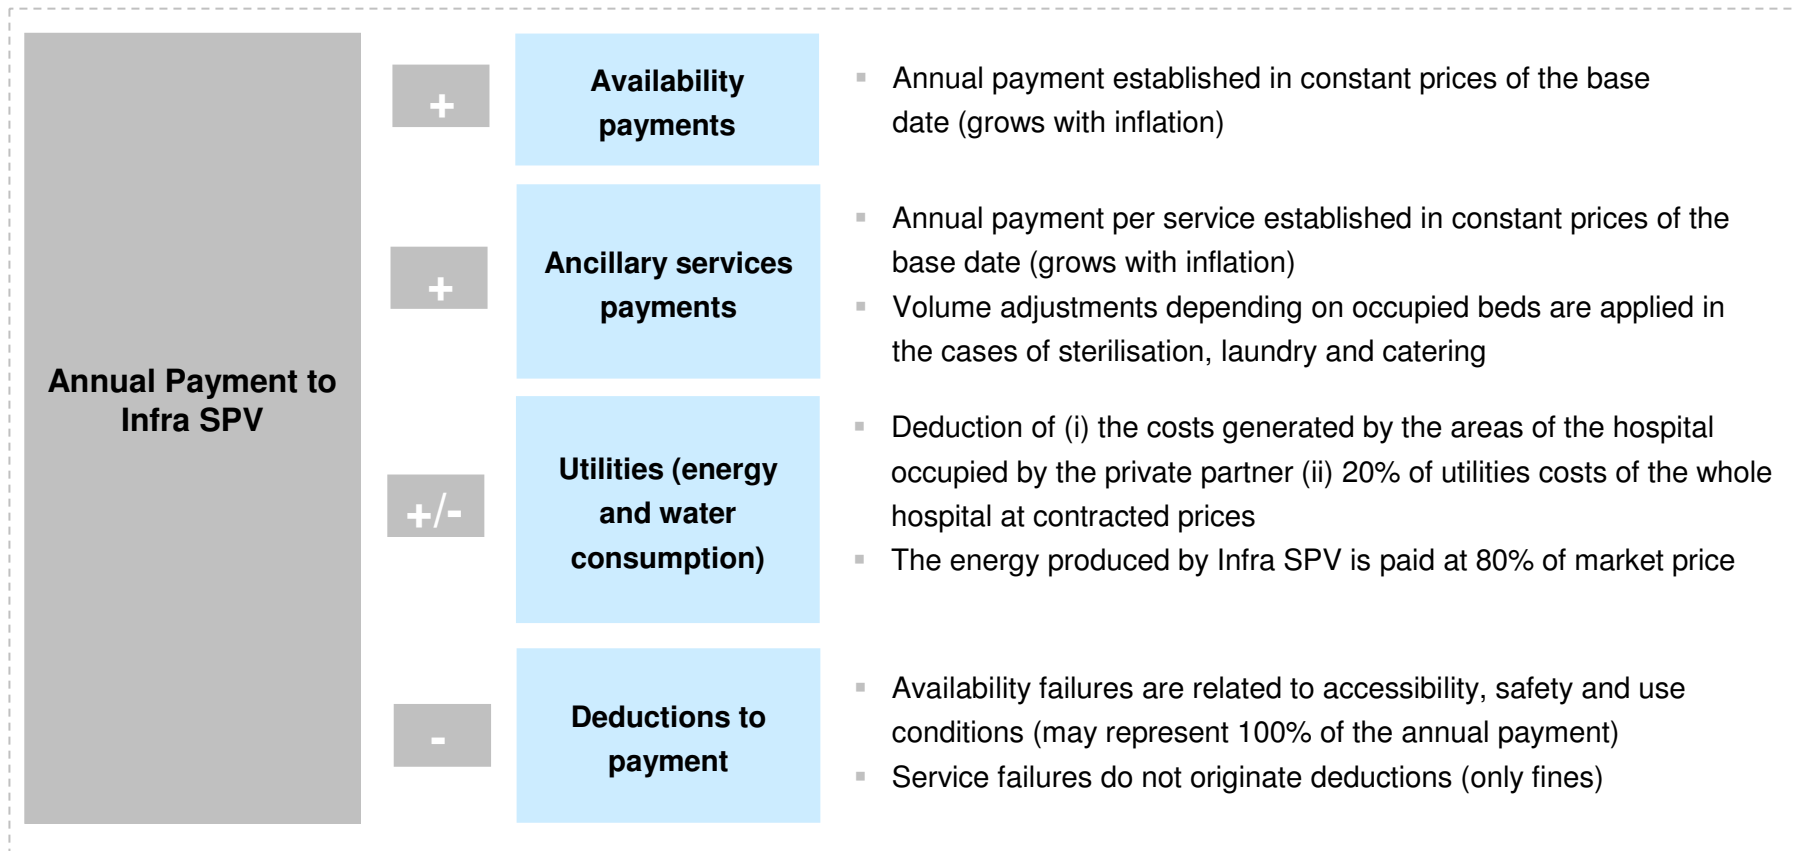 Annual Payment to
Infra SPV
+
Availability
payments
▪ Annual payment established in constant prices of the base
date (grows with inflation)
+
Ancillary services
payments
▪ Annual payment per service established in constant prices of the
base date (grows with inflation)
▪ Volume adjustments depending on occupied beds are applied in
the cases of sterilisation, laundry and catering
+/-
Utilities (energy
and water
consumption)
▪ Deduction of (i) the costs generated by the areas of the hospital
occupied by the private partner (ii) 20% of utilities costs of the whole
hospital at contracted prices
▪ The energy produced by Infra SPV is paid at 80% of market price
-
Deductions to
payment
▪ Availability failures are related to accessibility, safety and use
conditions (may represent 100% of the annual payment)
▪ Service failures do not originate deductions (only fines)